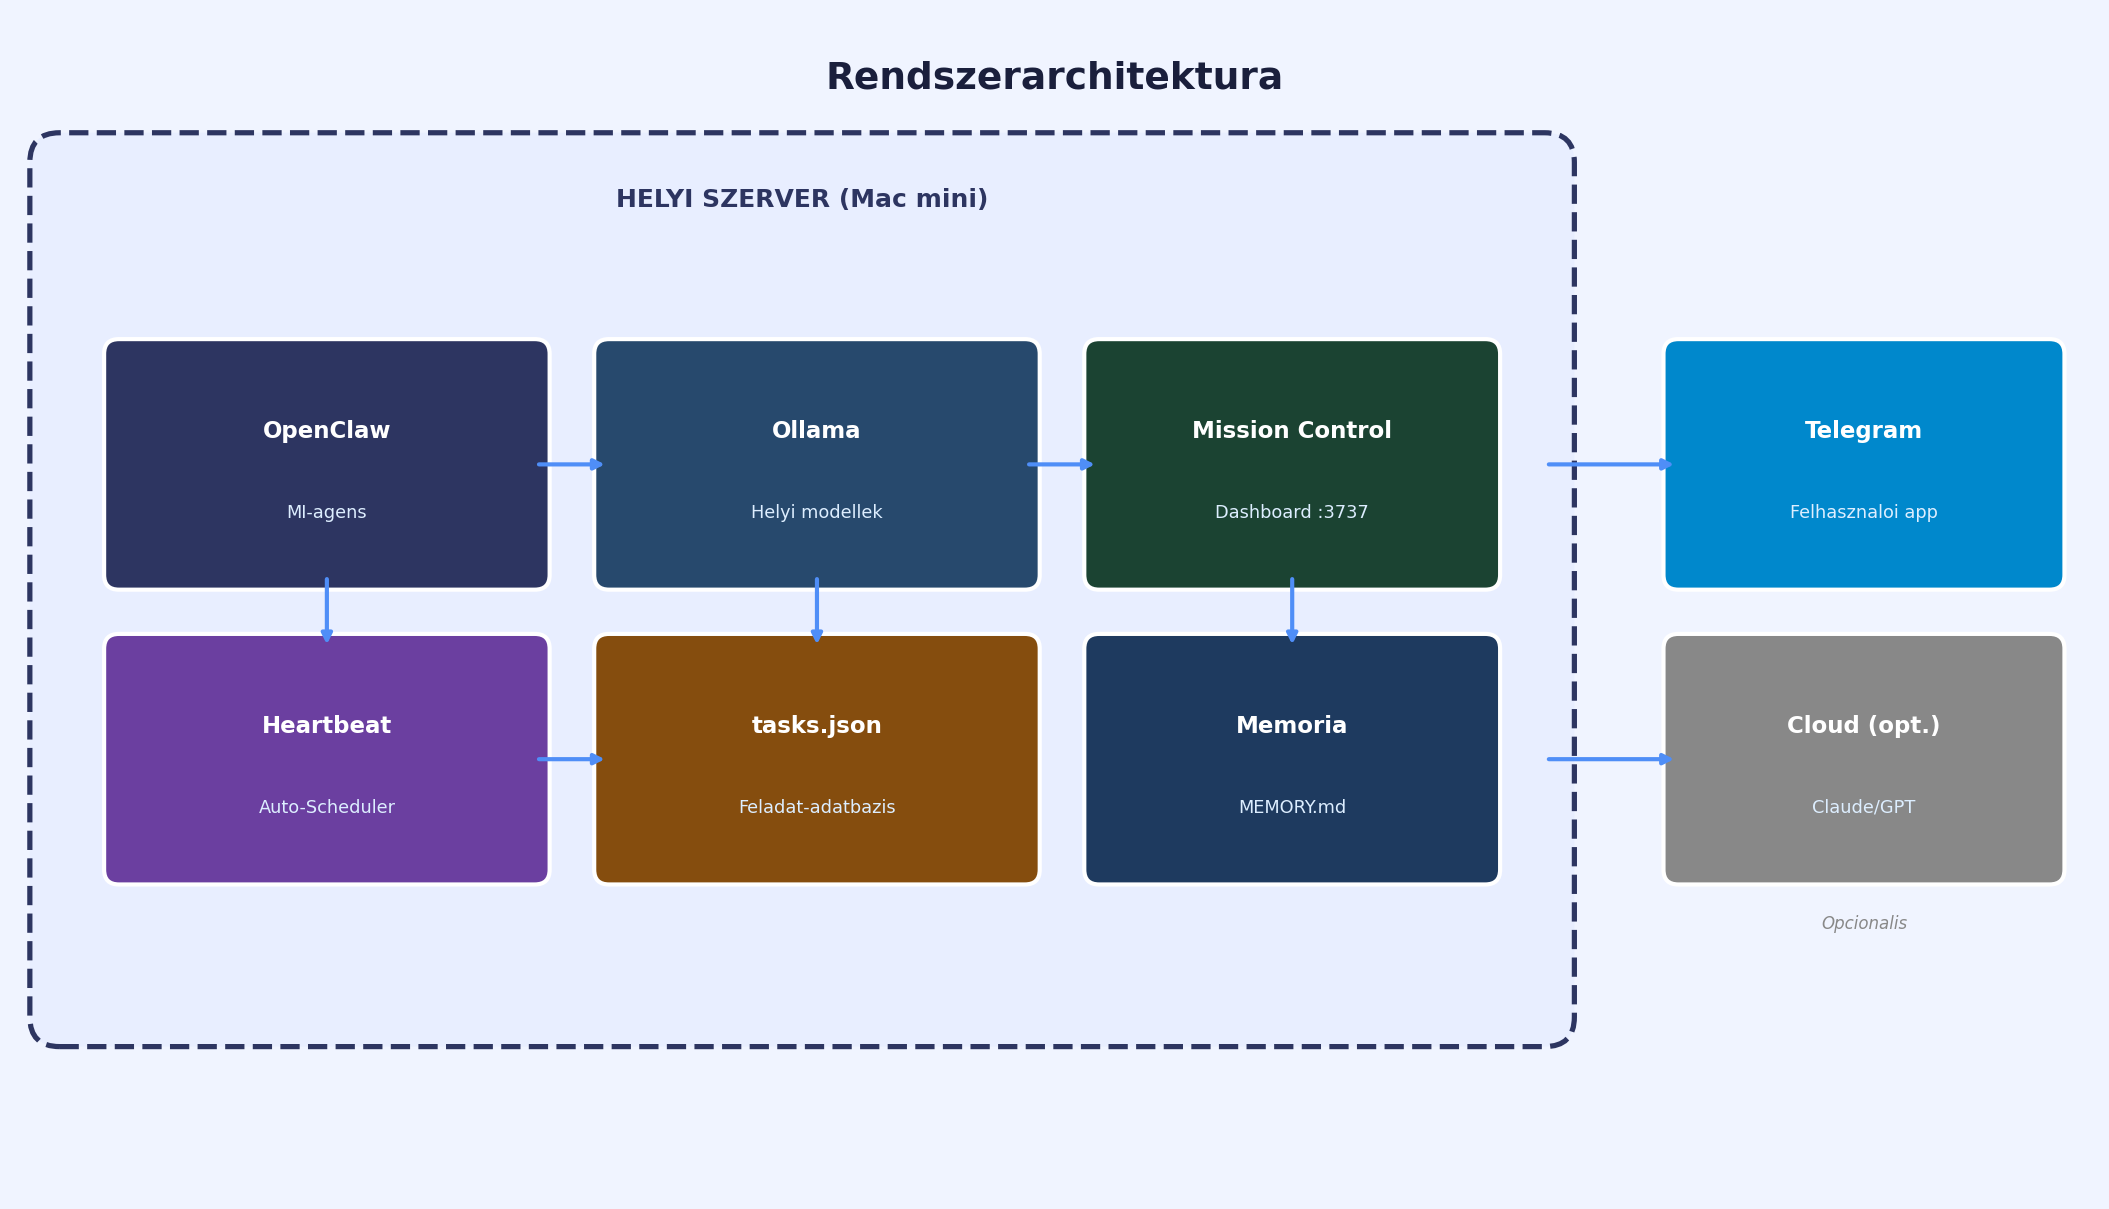 Rendszerarchitektura
HELYI SZERVER (Mac mini)
OpenClaw
MI-agens
Ollama
Helyi modellek
Mission Control
Dashboard :3737
Telegram
Felhasznaloi app
Heartbeat
Auto-Scheduler
tasks.json
Feladat-adatbazis
Memoria
MEMORY.md
Cloud (opt.)
Claude/GPT
Opcionalis